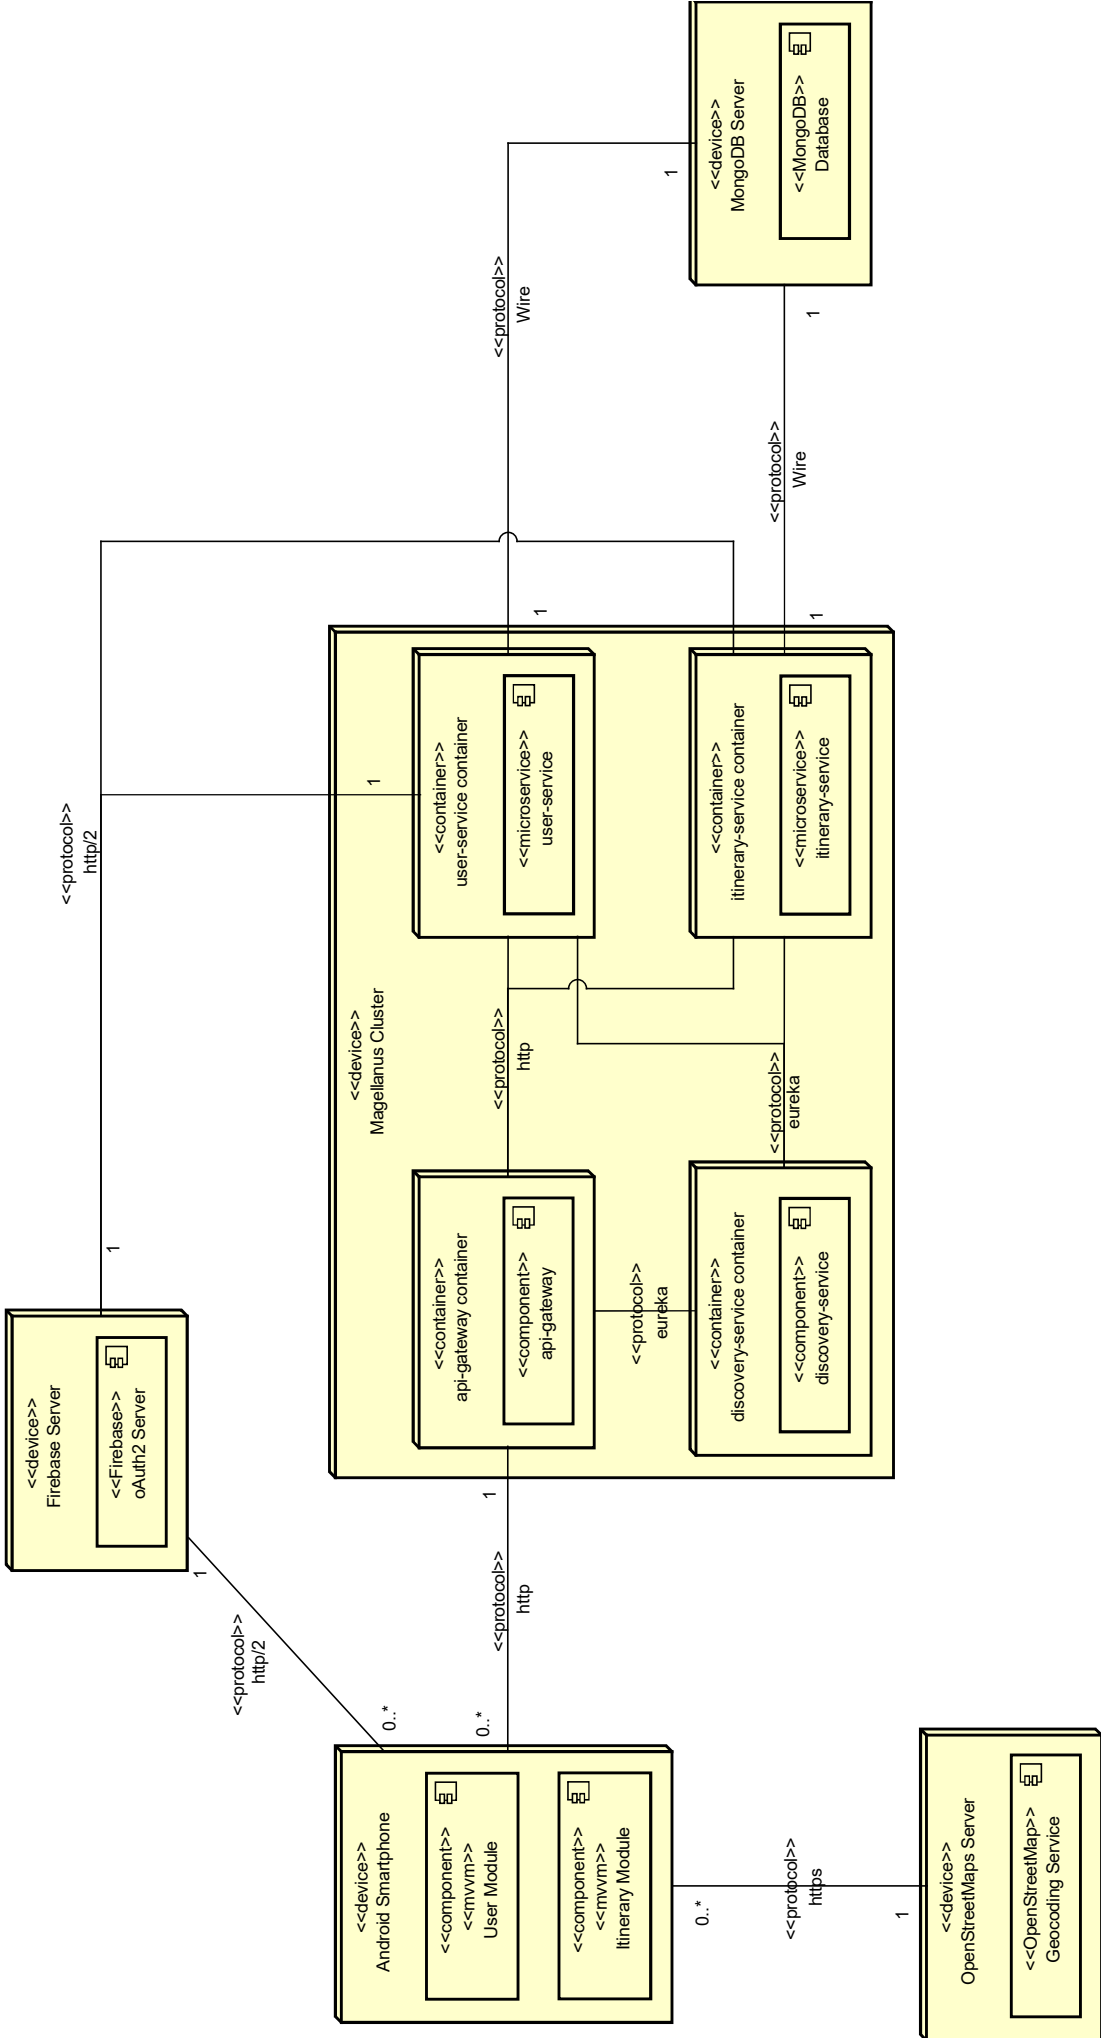 <<device>>
Firebase Server
<<Firebase>>
oAuth2 Server
<<protocol>>
http/2
1
1
<<protocol>>
http/2
1
0..*
<<device>>
Android Smartphone
<<component>>
<<mvvm>>
User Module
<<component>>
<<mvvm>>
Itinerary Module
0..*
<<protocol>>
http
1
<<device>>
Magellanus Cluster
<<container>>
api-gateway container
<<component>>
api-gateway
<<protocol>>
http
<<container>>
user-service container
<<microservice>>
user-service
1
<<protocol>>
Wire
1
<<protocol>>
eureka
<<container>>
discovery-service container
<<component>>
discovery-service
<<protocol>>
eureka
<<container>>
itinerary-service container
<<microservice>>
itinerary-service
1
<<protocol>>
Wire
1
<<device>>
MongoDB Server
<<MongoDB>>
Database
0..*
<<protocol>>
https
1
<<device>>
OpenStreetMaps Server
<<OpenStreetMap>>
Geocoding Service